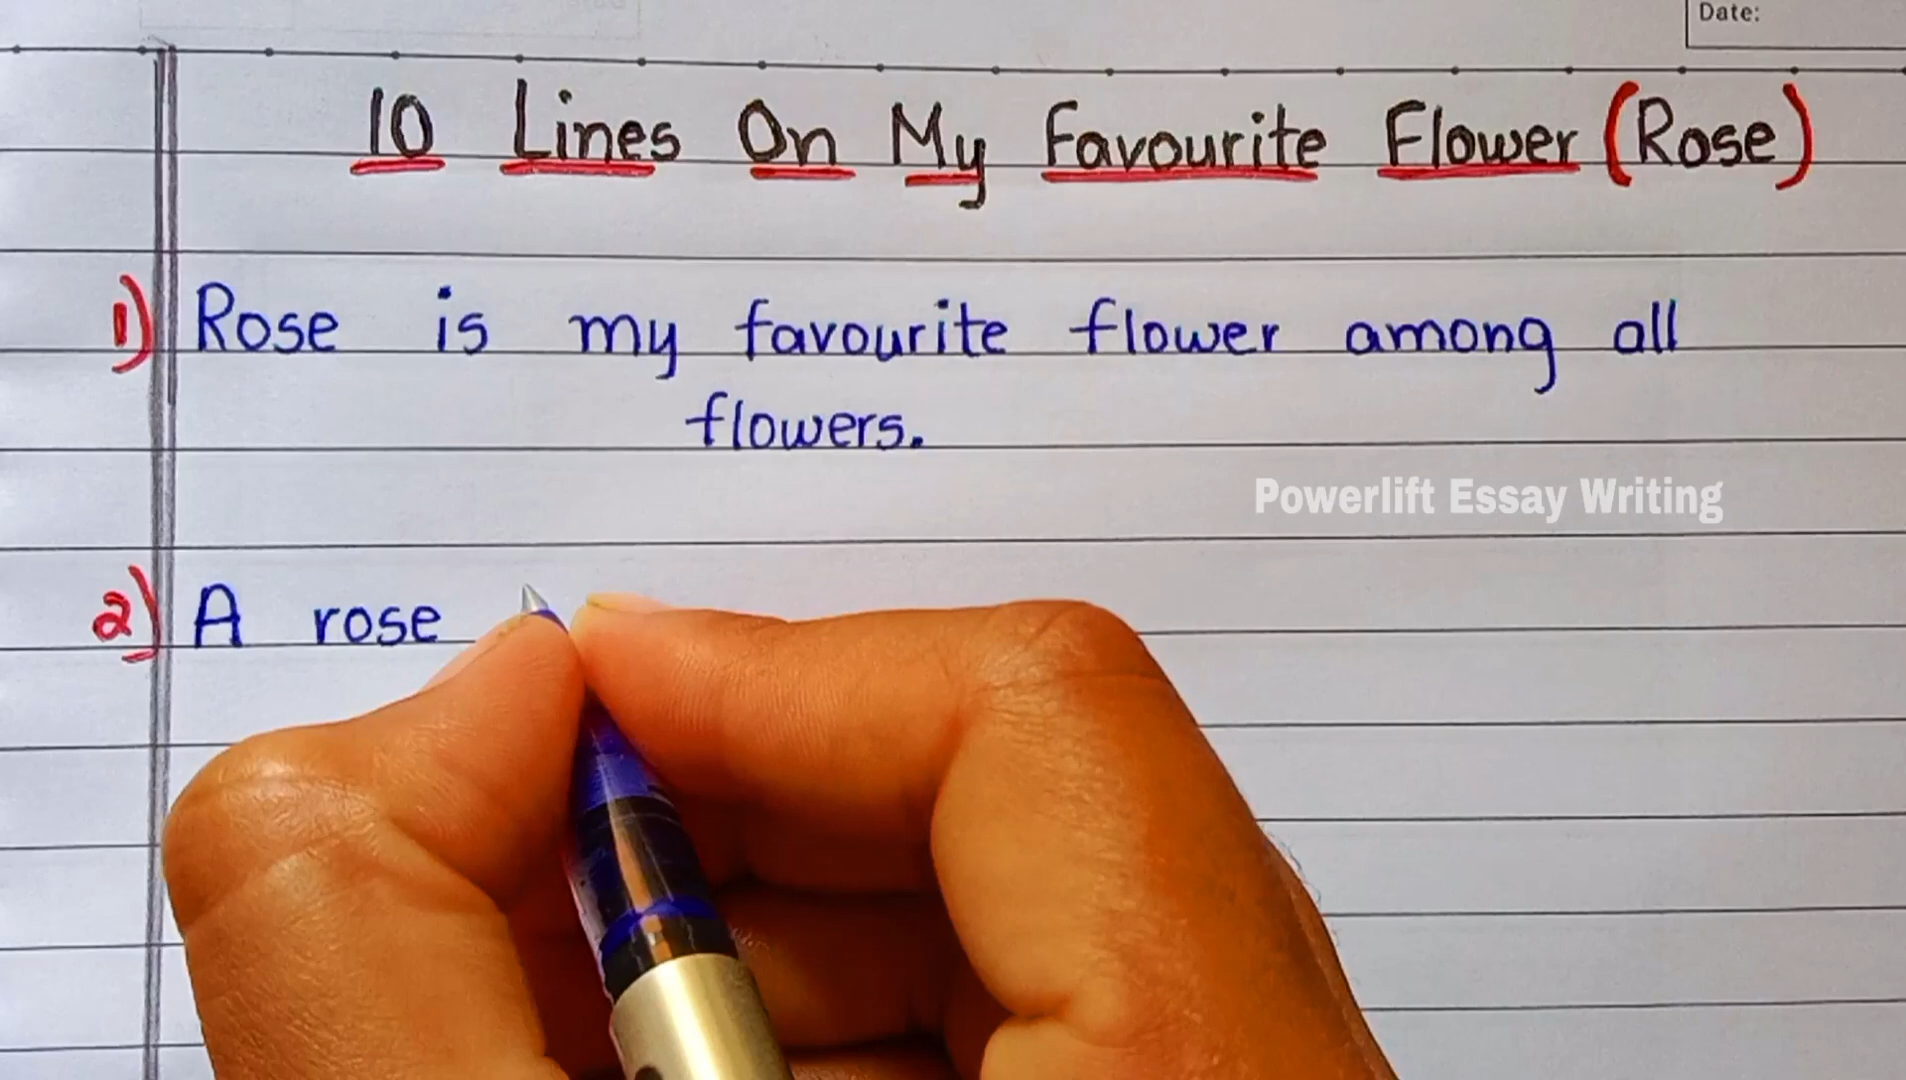 Date:
10 Lines On My Favourite Flower (Rose)
1) Rose is my favourite flower among all
flowers.
Powerlift Essay Writing
2) A rose